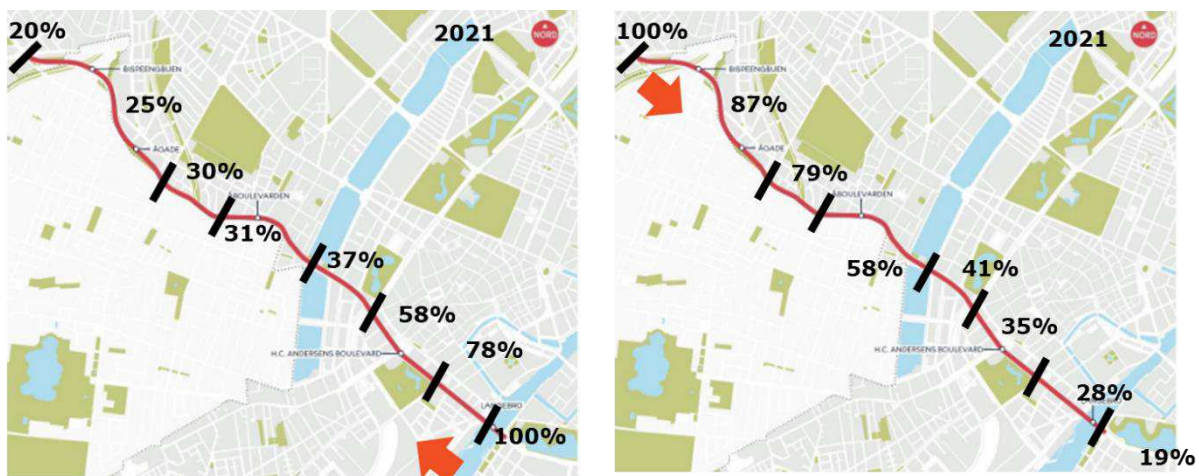 20%
2021
NORD
BISPEENGBUEN
25%
ÅGADE
30%
ÅBOULEVARDEN
31%
37%
58%
H.C. ANDERSENS BOULEVARD
78%
100%
100%
2021
NORD
BISPEENGBUEN
87%
ÅGADE
79%
ÅBOULEVARDEN
58%
41%
35%
H.C. ANDERSENS BOULEVARD
28%
19%